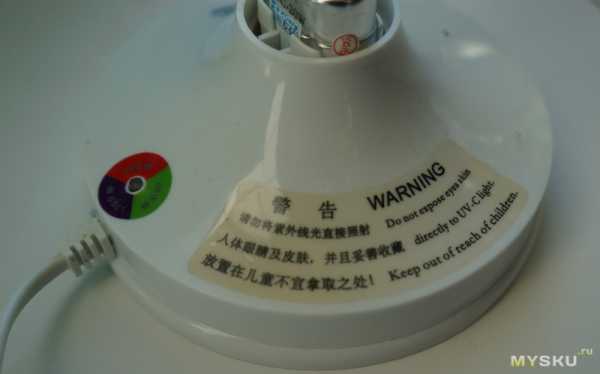 警 告 WARNING
请勿将紫外线光直接照射 Do not expose eyes skin
人体眼睛及皮肤，并且妥善收藏 directly to UV-C light.
放置在儿童不宜拿取之处! Keep out of reach of children.
MYSKU.ru